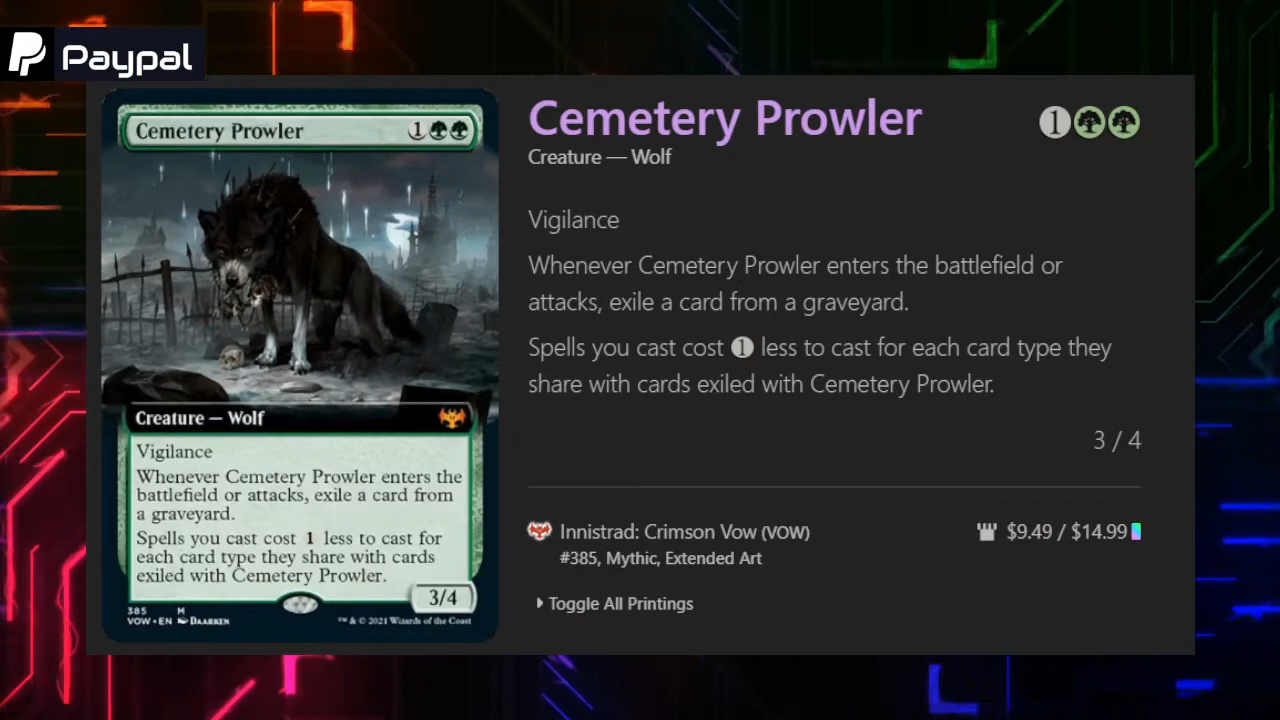 Paypal
Cemetery Prowler 1
Creature — Wolf
Vigilance
Whenever Cemetery Prowler enters the
battlefield or attacks, exile a card from
a graveyard.
Spells you cast cost 1 less to cast for
each card type they share with cards
exiled with Cemetery Prowler.
3/4
385 M
VOW • EN DAARKEN
™ & © 2021 Wizards of the Coast
Cemetery Prowler 1
Creature — Wolf
Vigilance
Whenever Cemetery Prowler enters the battlefield or
attacks, exile a card from a graveyard.
Spells you cast cost 1 less to cast for each card type they
share with cards exiled with Cemetery Prowler.
3 / 4
Innistrad: Crimson Vow (VOW) $9.49 / $14.99
#385, Mythic, Extended Art
Toggle All Printings